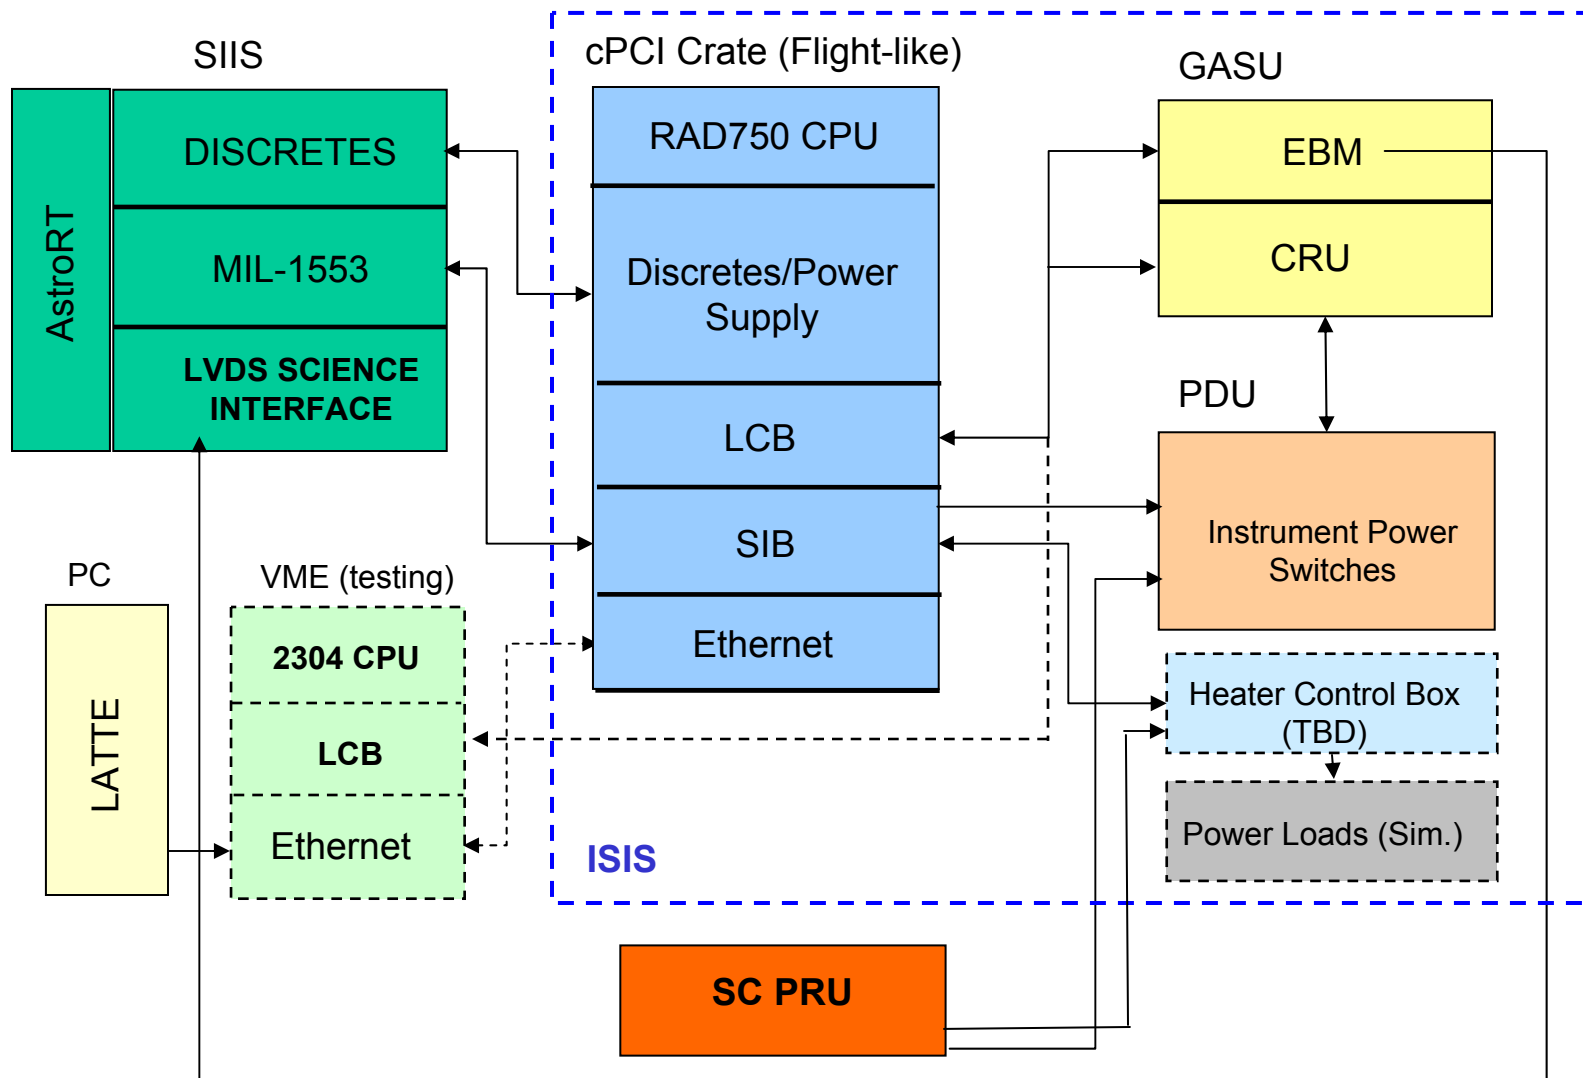 SIIS
AstroRT
DISCRETES
MIL-1553
LVDS SCIENCE
INTERFACE
cPCI Crate (Flight-like)
RAD750 CPU
Discretes/Power
Supply
LCB
SIB
Ethernet
GASU
EBM
CRU
PDU
Instrument Power
Switches
Heater Control Box
(TBD)
Power Loads (Sim.)
PC
LATTE
VME (testing)
2304 CPU
LCB
Ethernet
ISIS
SC PRU